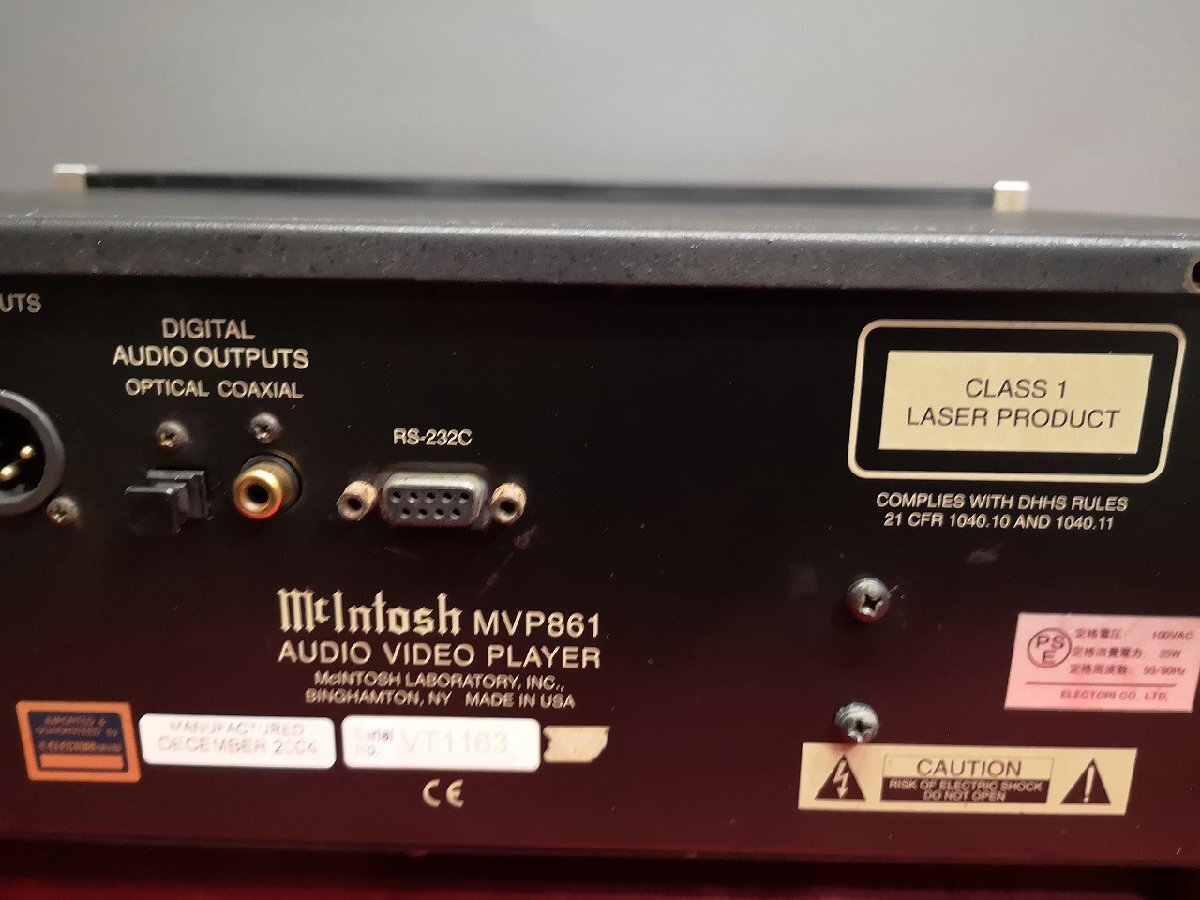 UTS
DIGITAL
AUDIO OUTPUTS
OPTICAL COAXIAL
RS-232C
CLASS 1
LASER PRODUCT
COMPLIES WITH DHHS RULES
21 CFR 1040.10 AND 1040.11
McIntosh MVP861
AUDIO VIDEO PLAYER
McINTOSH LABORATORY, INC.,
BINGHAMTON, NY MADE IN USA
PSE
定格電圧: 100VAC
定格消費電力: 35W
定格周波数: 50/60Hz
ELECTORI CO., LTD.
MANUFACTURED
DECEMBER 2004
Serial
No. VT1163
CE
CAUTION
RISK OF ELECTRIC SHOCK
DO NOT OPEN